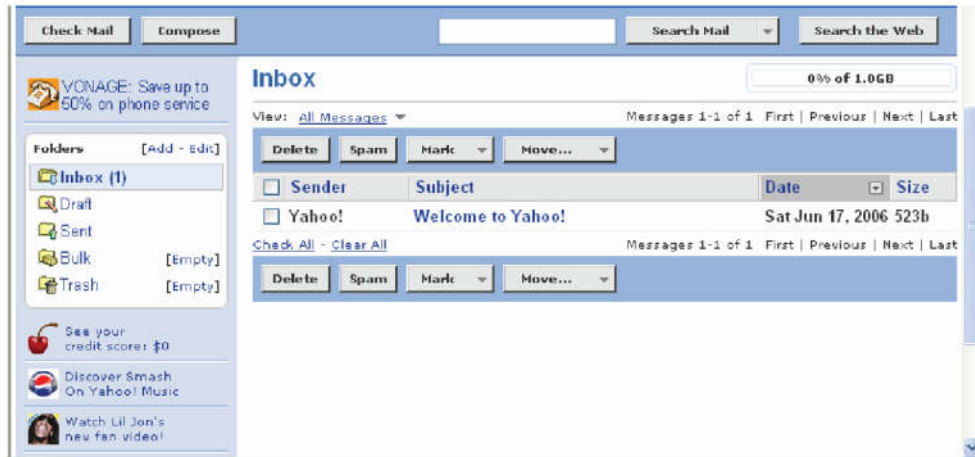 Check Mail Compose Search Mail Search the Web
VONAGE: Save up to
50% on phone service
Folders [Add - Edit]
Inbox (1)
Draft
Sent
Bulk [Empty]
Trash [Empty]
See your
credit score: $0
Discover Smash
On Yahoo! Music
Watch Lil Jon's
new fan video!
Inbox 0% of 1.0GB
View: All Messages Messages 1-1 of 1 First | Previous | Next | Last
Delete Spam Mark Move...
Sender Subject Date Size
Yahoo! Welcome to Yahoo! Sat Jun 17, 2006 523b
Check All - Clear All Messages 1-1 of 1 First | Previous | Next | Last
Delete Spam Mark Move...